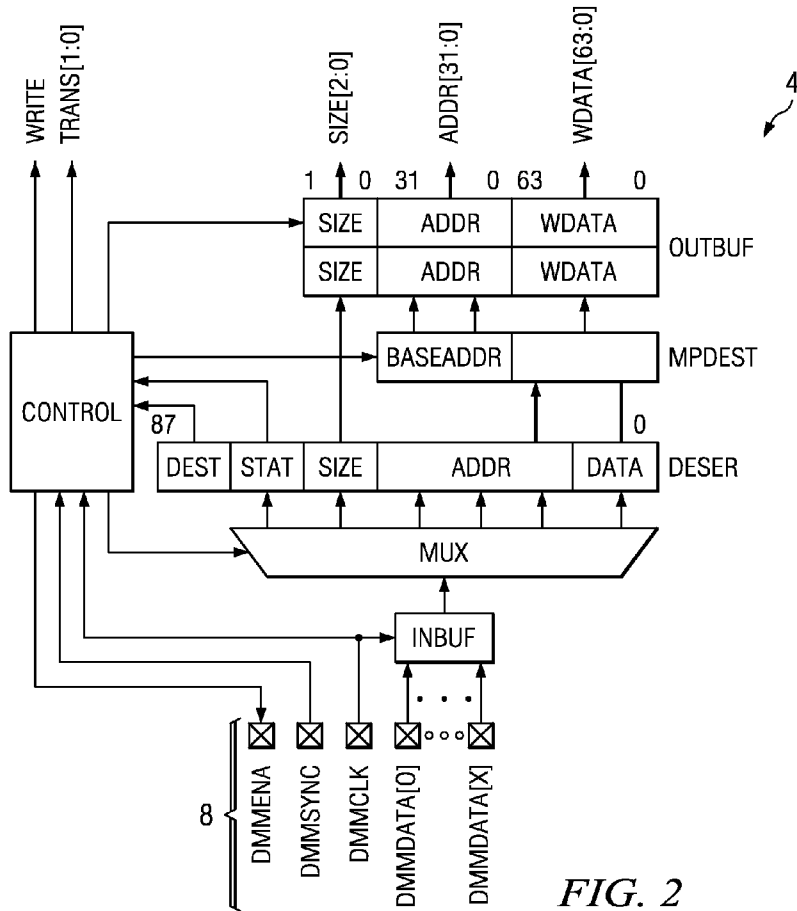 WRITE
TRANS[1:0]
SIZE[2:0]
ADDR[31:0]
WDATA[63:0]
4
1 0 31 0 63 0
SIZE ADDR WDATA
SIZE ADDR WDATA
OUTBUF
BASEADDR
MPDEST
CONTROL
87 0
DEST STAT SIZE ADDR DATA
DESER
MUX
INBUF
8
DMMENA
DMMSYNC
DMMCLK
DMMDATA[0]
DMMDATA[X]
FIG. 2